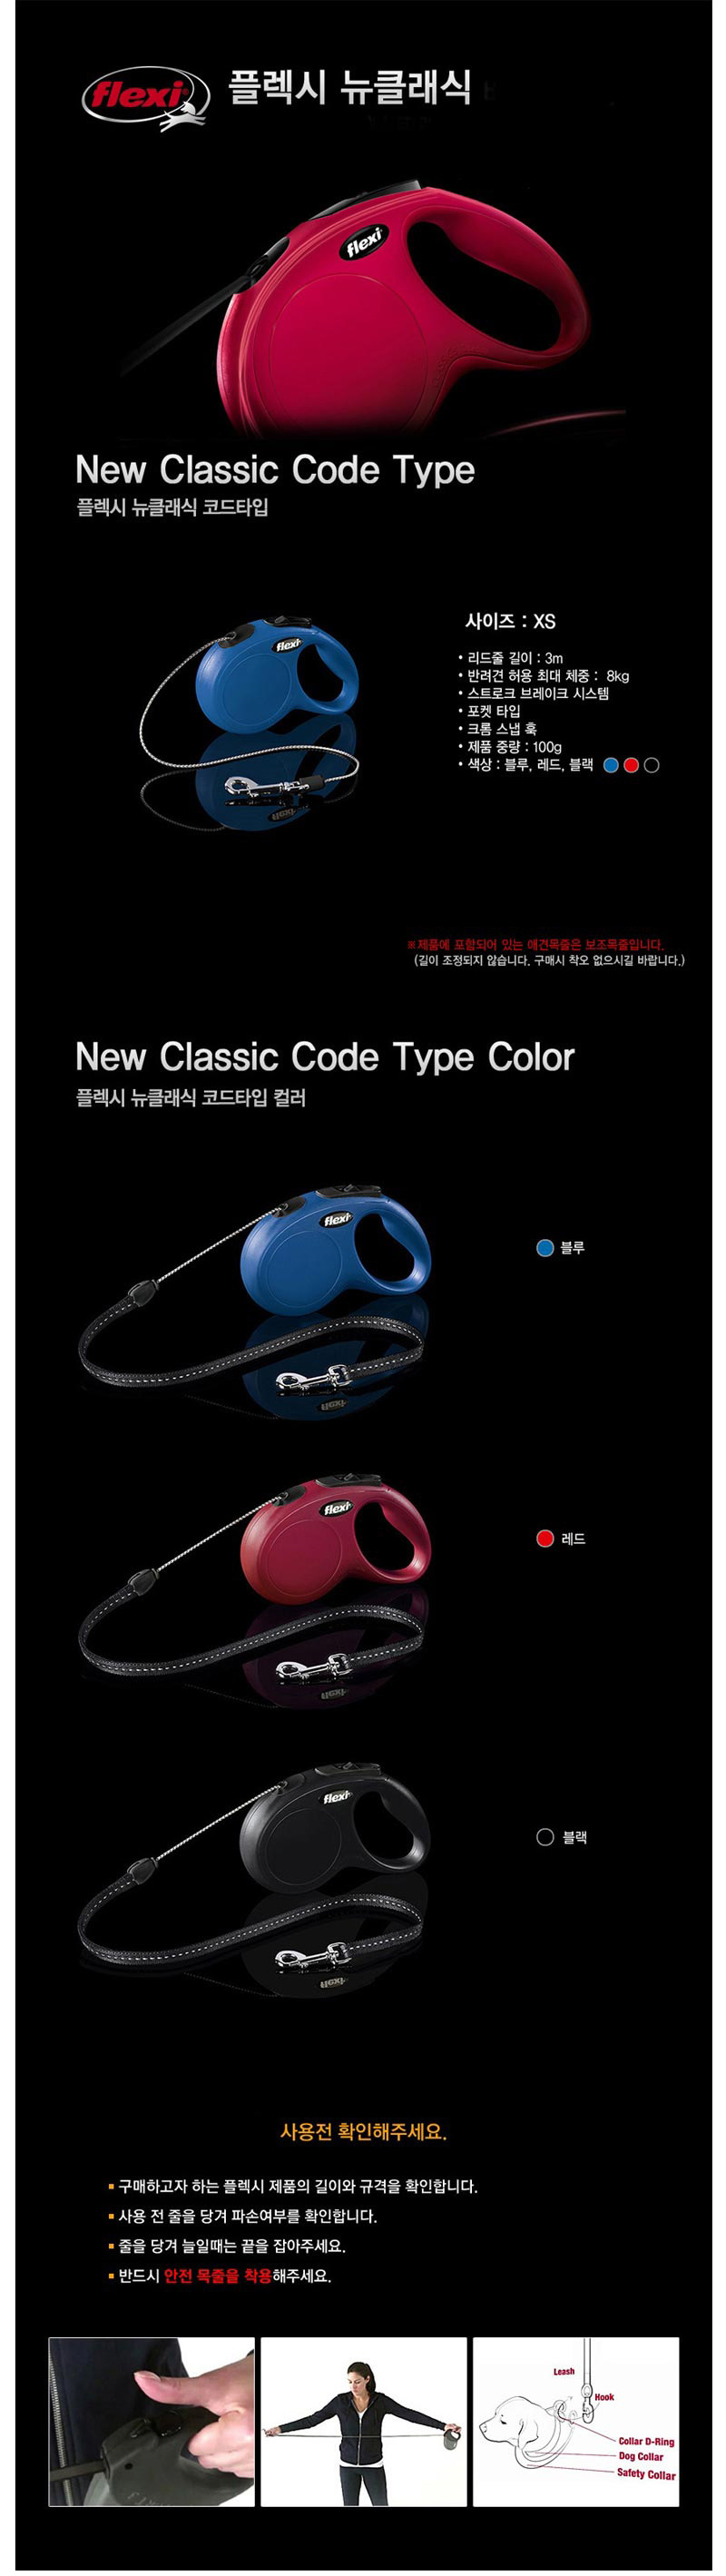 flexi
플렉시 뉴클래식
flexi
New Classic Code Type
플렉시 뉴클래식 코드타입
flexi
사이즈 : XS
• 리드줄 길이 : 3m
• 반려견 허용 최대 체중 : 8kg
• 스트로크 브레이크 시스템
• 포켓 타입
• 크롬 스냅 훅
• 제품 중량 : 100g
• 색상 : 블루, 레드, 블랙
※제품에 포함되어 있는 애견목줄은 보조목줄입니다.
(길이 조정되지 않습니다. 구매시 착오 없으시길 바랍니다.)
New Classic Code Type Color
플렉시 뉴클래식 코드타입 컬러
flexi
블루
flexi
레드
flexi
블랙
사용전 확인해주세요.
구매하고자 하는 플렉시 제품의 길이와 규격을 확인합니다.
사용 전 줄을 당겨 파손여부를 확인합니다.
줄을 당겨 늘일때는 끝을 잡아주세요.
반드시 안전 목줄을 착용해주세요.
Leash
Hook
Collar D-Ring
Dog Collar
Safety Collar